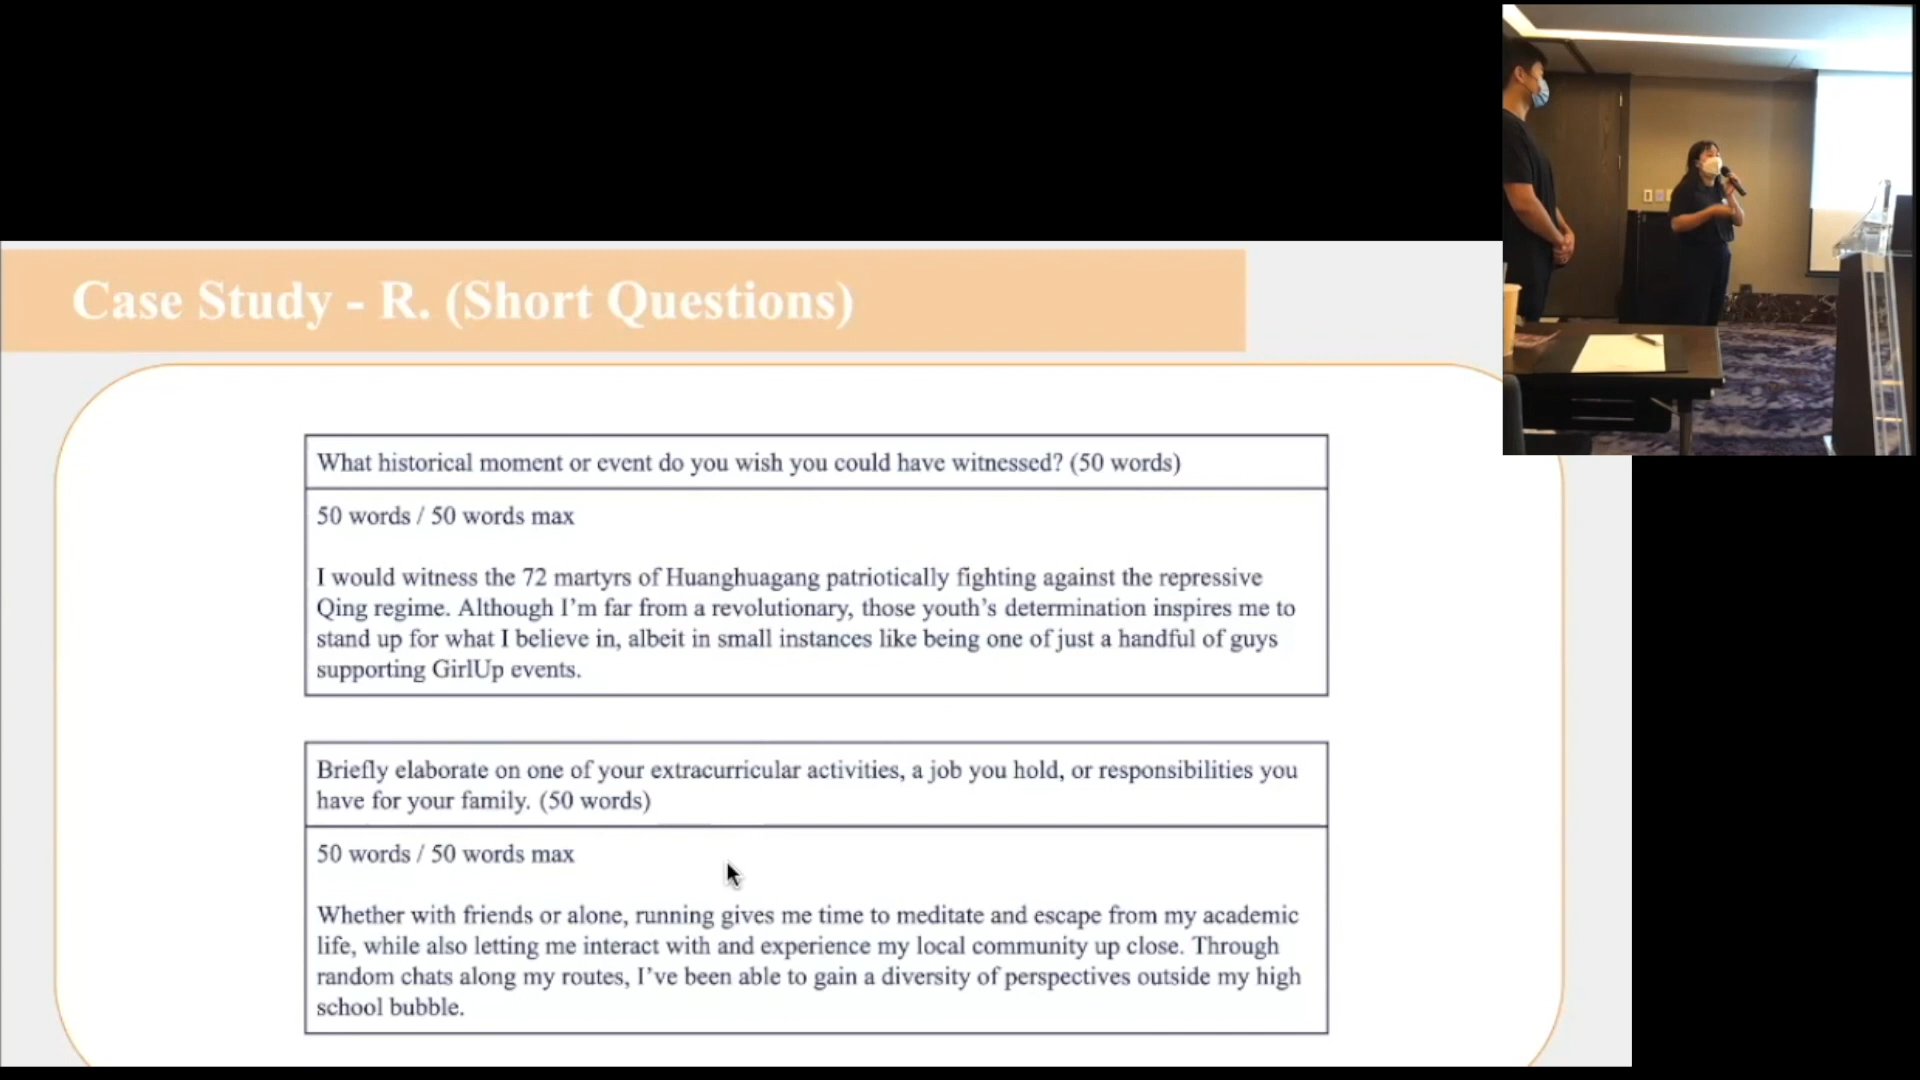 Case Study - R. (Short Questions)
What historical moment or event do you wish you could have witnessed? (50 words)
50 words / 50 words max
I would witness the 72 martyrs of Huanghuagang patriotically fighting against the repressive
Qing regime. Although I’m far from a revolutionary, those youth’s determination inspires me to
stand up for what I believe in, albeit in small instances like being one of just a handful of guys
supporting GirlUp events.
Briefly elaborate on one of your extracurricular activities, a job you hold, or responsibilities you
have for your family. (50 words)
50 words / 50 words max
Whether with friends or alone, running gives me time to meditate and escape from my academic
life, while also letting me interact with and experience my local community up close. Through
random chats along my routes, I’ve been able to gain a diversity of perspectives outside my high
school bubble.